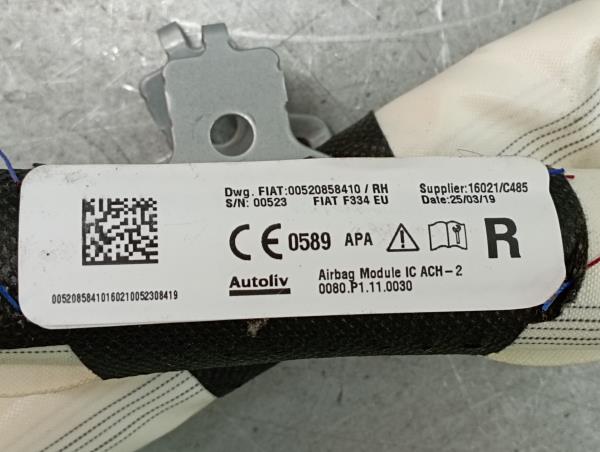 Dwg. FIAT:00520858410 / RH
Supplier:16021/C485
S/N: 00523 FIAT F334 EU
Date:25/03/19
CE 0589 APA R
Autoliv
Airbag Module IC ACH-2
0080.P1.11.0030
00520858410160210052308419